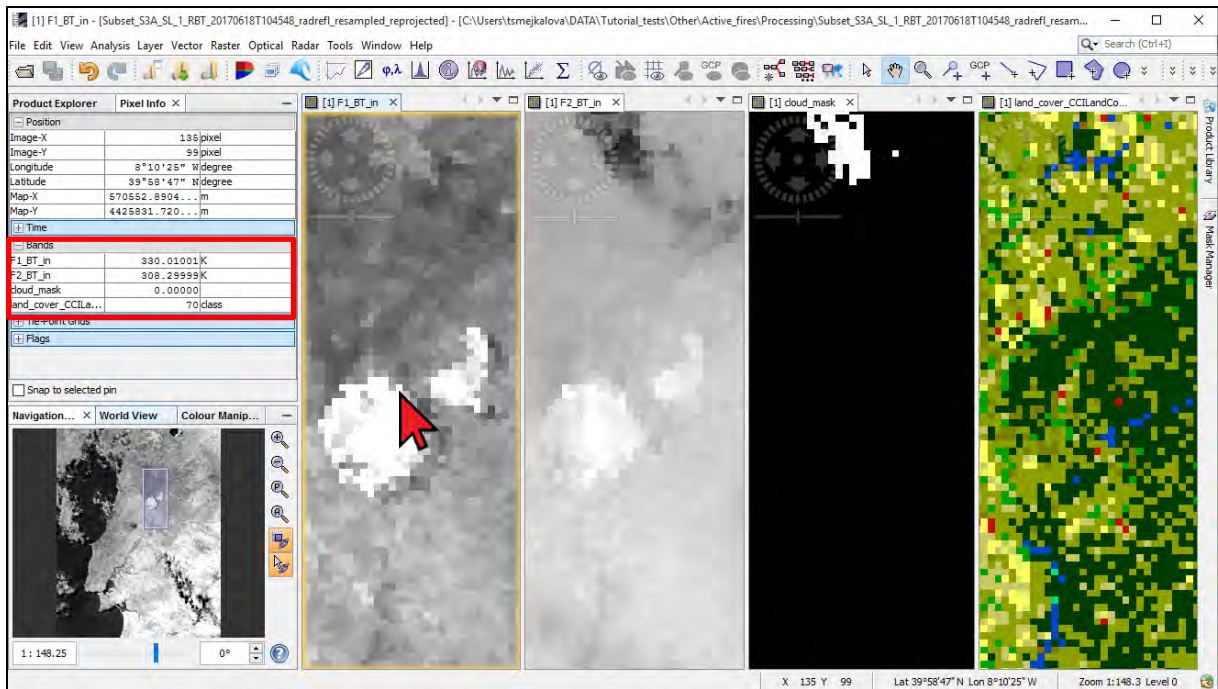 [1] F1_BT_in - [Subset_S3A_SL_1_RBT_20170618T104548_radrefl_resampled_reprojected] - [C:\Users\tsmejkalova\DATA\Tutorial_tests\Other\Active_fires\Processing\Subset_S3A_SL_1_RBT_20170618T104548_radrefl_resam...
File Edit View Analysis Layer Vector Raster Optical Radar Tools Window Help
Search (Ctrl+I)
φ,λ Σ GCP GCP
Product Explorer Pixel Info ×
[1] F1_BT_in × [1] F2_BT_in × [1] cloud_mask × [1] land_cover_CCILandCo...
Position
Image-X 135 pixel
Image-Y 99 pixel
Longitude 8°10'25" W degree
Latitude 39°58'47" N degree
Map-X 570552.8904... m
Map-Y 4425831.720... m
Time
Bands
F1_BT_in 330.01001 K
F2_BT_in 308.29999 K
cloud_mask 0.00000
land_cover_CCILa... 70 class
Tie-Point Grids
Flags
Snap to selected pin
Navigation... × World View Colour Manip...
1: 148.25 0°
Product Library
Mask Manager
X 135 Y 99 Lat 39°58'47" N Lon 8°10'25" W Zoom 1:148.3 Level 0